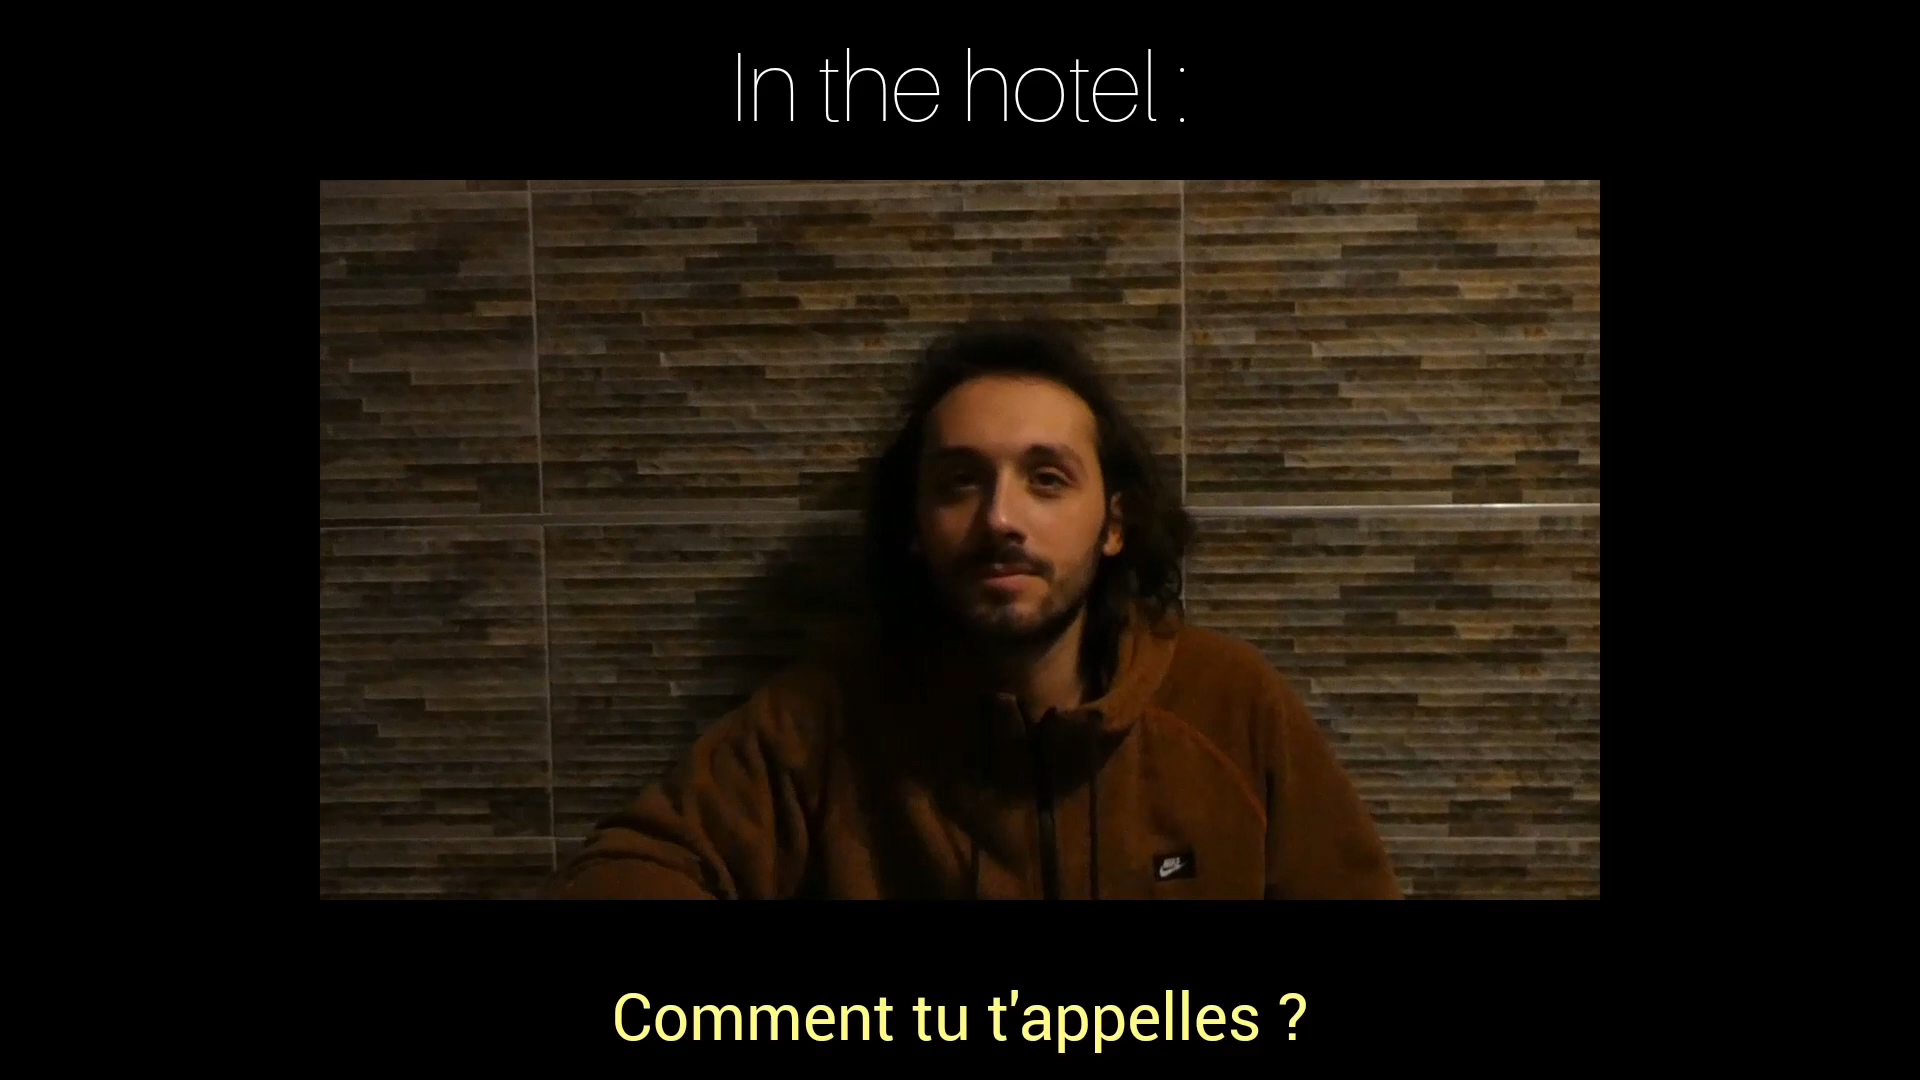 In the hotel :
Comment tu t'appelles ?